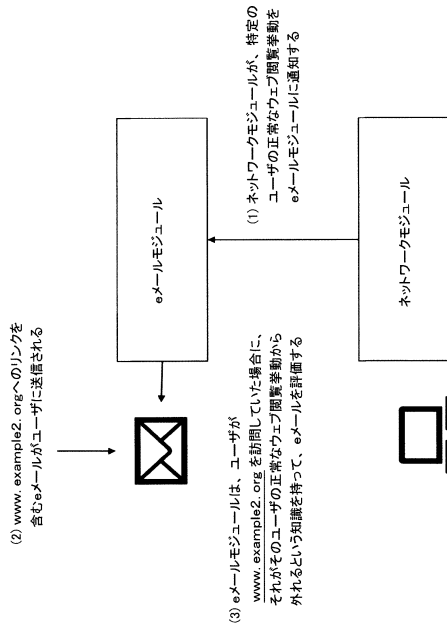 (1) ネットワークモジュールが、特定の
ユーザの正常なウェブ閲覧挙動を
eメールモジュールに通知する
eメールモジュール
ネットワークモジュール
(2) www. example2. orgへのリンクを
含むeメールがユーザに送信される
(3) eメールモジュールは、ユーザが
www. example2. org を訪問していた場合に、
それがそのユーザの正常なウェブ閲覧挙動から
外れるという知識を持って、eメールを評価する